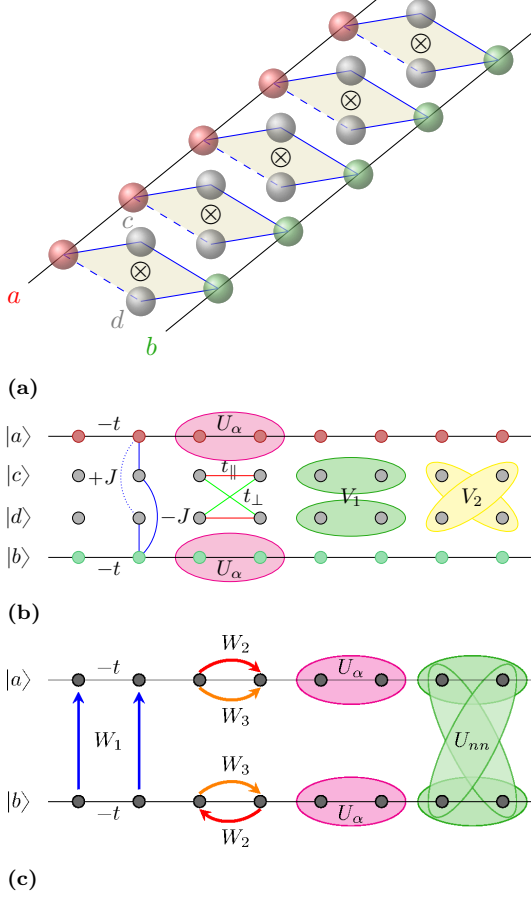 c
a
d
b
(a)
|a⟩ −t U_α
|c⟩ +J t_∥ V_1 V_2
t_⊥
|d⟩ −J
|b⟩ −t U_α
(b)
W_2
|a⟩ −t U_α
W_3
W_1 U_nn
W_3
|b⟩ −t U_α
W_2
(c)